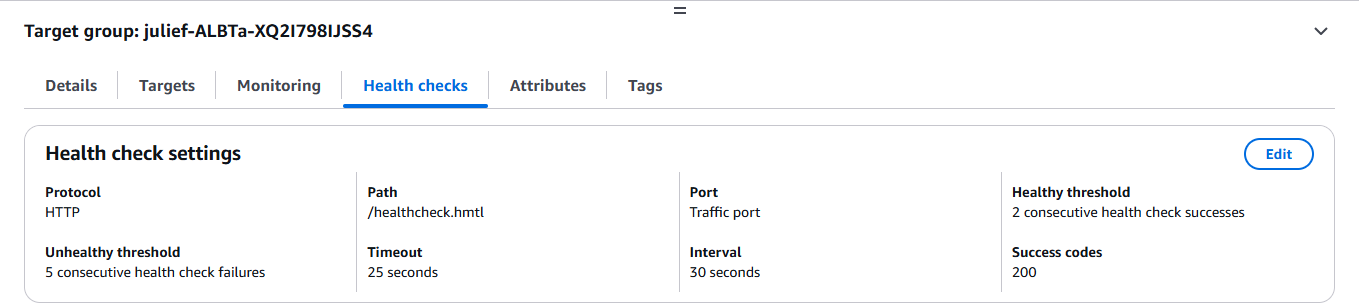 Target group: julief-ALBTa-XQ2I798IJSS4
Details Targets Monitoring Health checks Attributes Tags
Health check settings
Edit
Protocol
HTTP
Path
/healthcheck.hmtl
Port
Traffic port
Healthy threshold
2 consecutive health check successes
Unhealthy threshold
5 consecutive health check failures
Timeout
25 seconds
Interval
30 seconds
Success codes
200